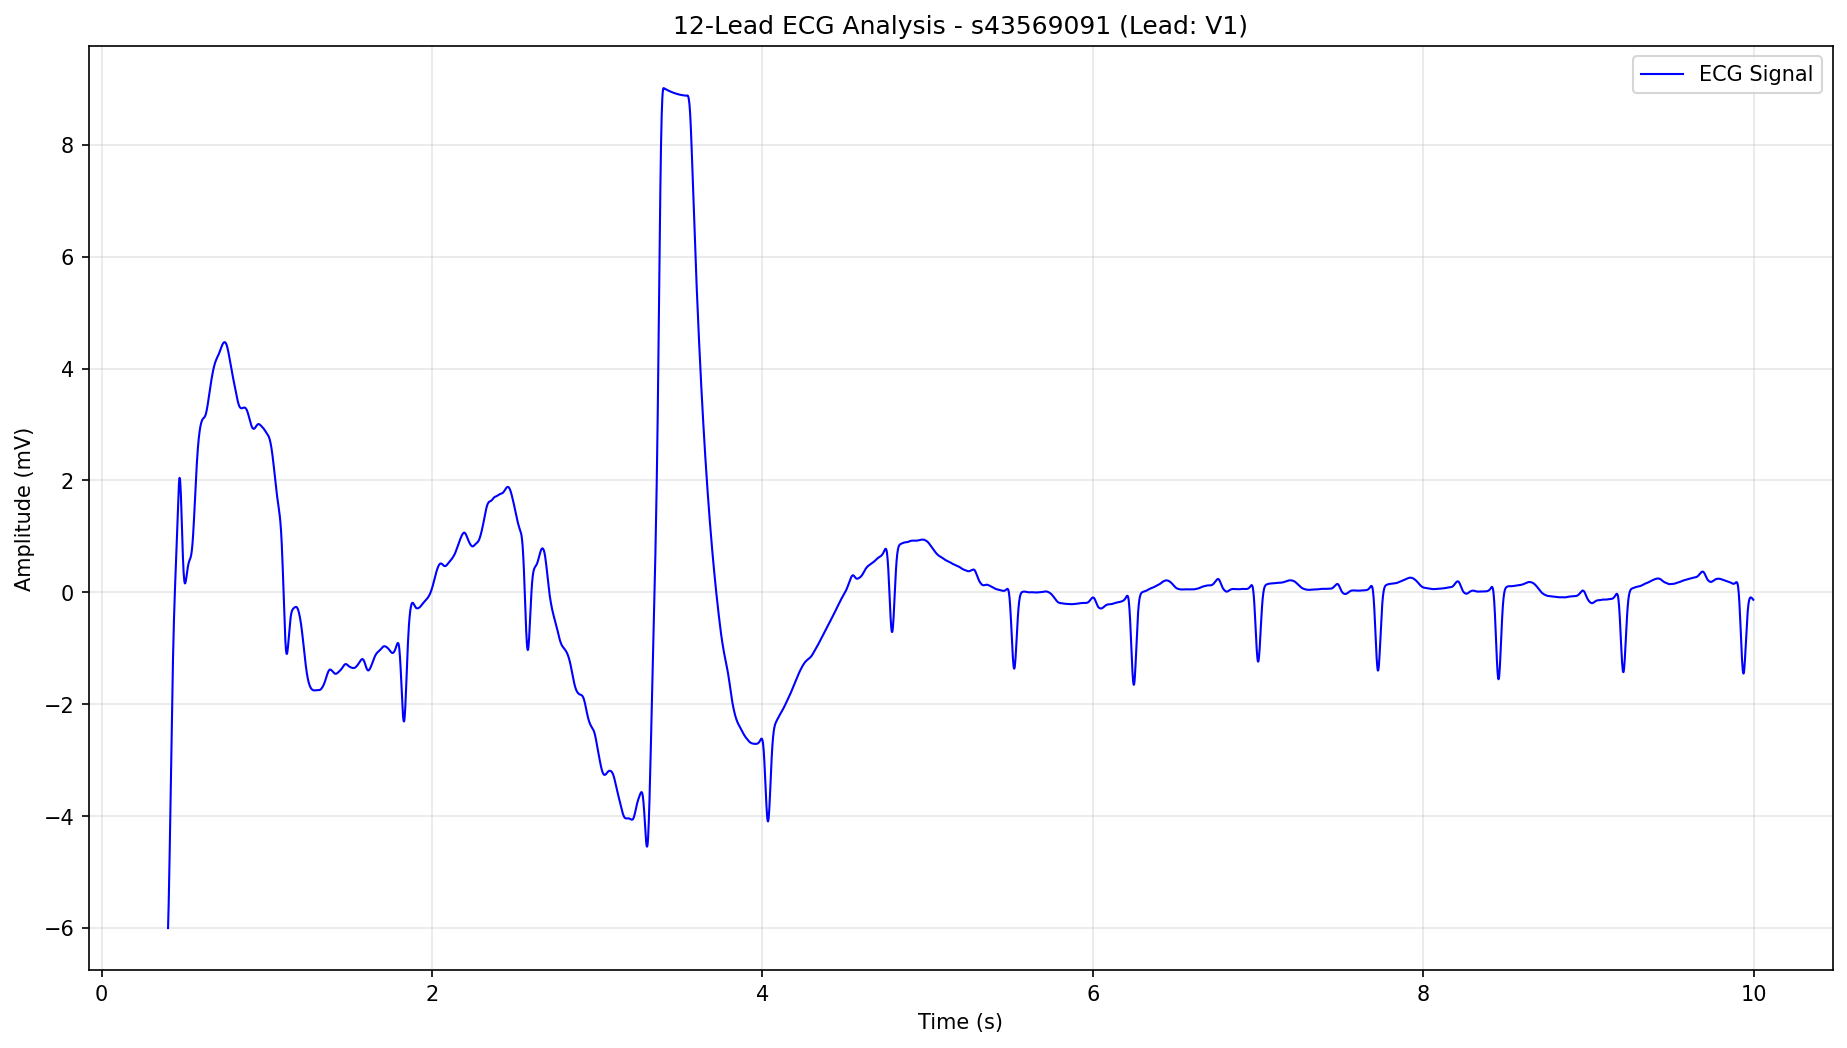 12-Lead ECG Analysis - s43569091 (Lead: V1)
ECG Signal
Amplitude (mV)
8
6
4
2
0
−2
−4
−6
0 2 4 6 8 10
Time (s)